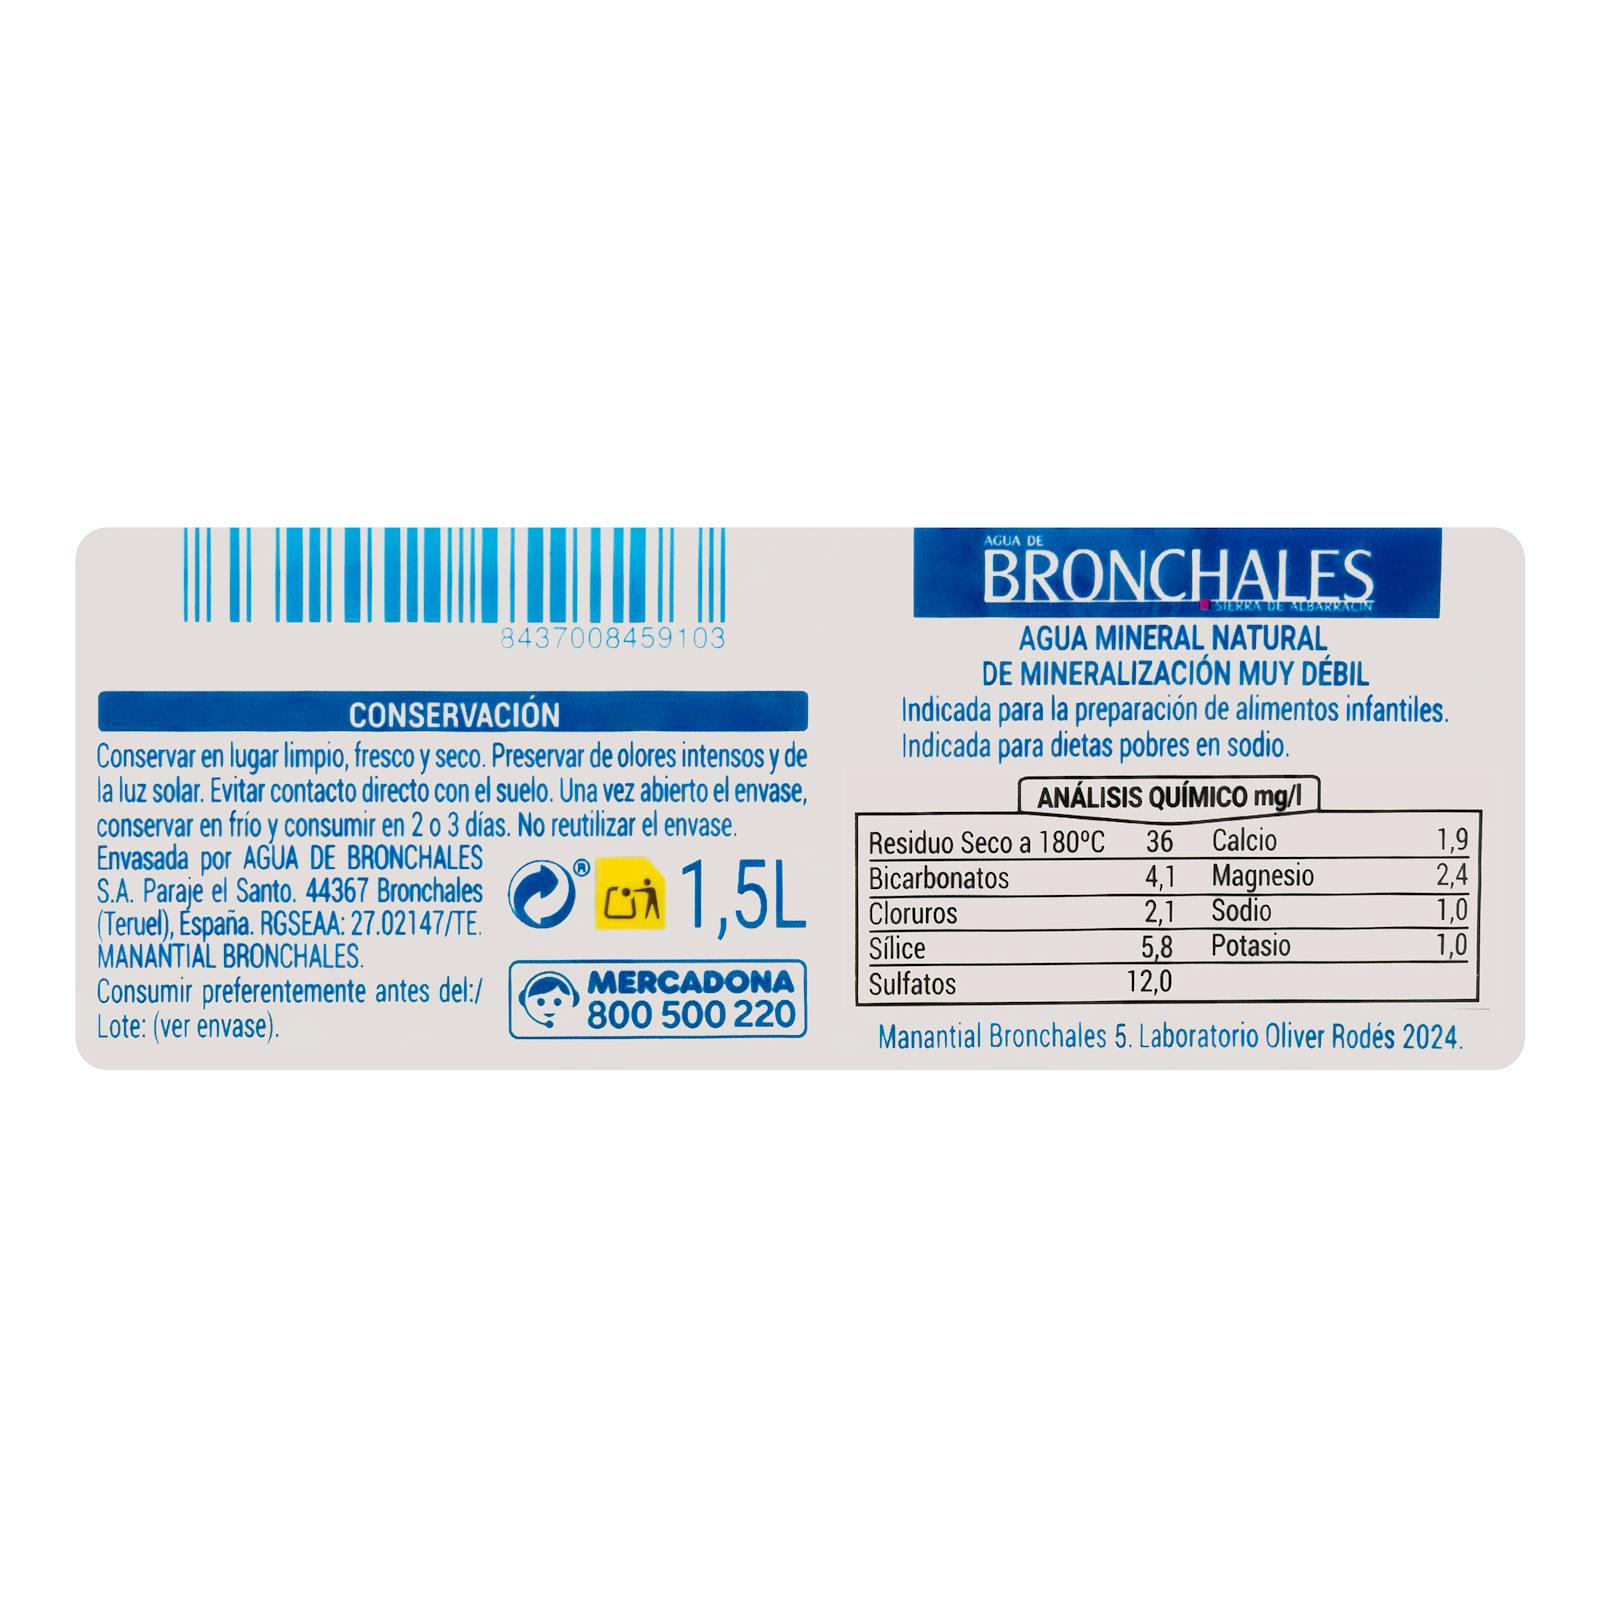 8437008459103
CONSERVACIÓN
Conservar en lugar limpio, fresco y seco. Preservar de olores intensos y de
la luz solar. Evitar contacto directo con el suelo. Una vez abierto el envase,
conservar en frío y consumir en 2 o 3 días. No reutilizar el envase.
Envasada por AGUA DE BRONCHALES
S.A. Paraje el Santo. 44367 Bronchales
(Teruel), España. RGSEAA: 27.02147/TE.
MANANTIAL BRONCHALES.
Consumir preferentemente antes del:/
Lote: (ver envase).
®
1,5L
MERCADONA
800 500 220
AGUA DE
BRONCHALES
SIERRA DE ALBARRACÍN
AGUA MINERAL NATURAL
DE MINERALIZACIÓN MUY DÉBIL
Indicada para la preparación de alimentos infantiles.
Indicada para dietas pobres en sodio.
ANÁLISIS QUÍMICO mg/l
Residuo Seco a 180ºC 36 Calcio 1,9
Bicarbonatos 4,1 Magnesio 2,4
Cloruros 2,1 Sodio 1,0
Sílice 5,8 Potasio 1,0
Sulfatos 12,0
Manantial Bronchales 5. Laboratorio Oliver Rodés 2024.